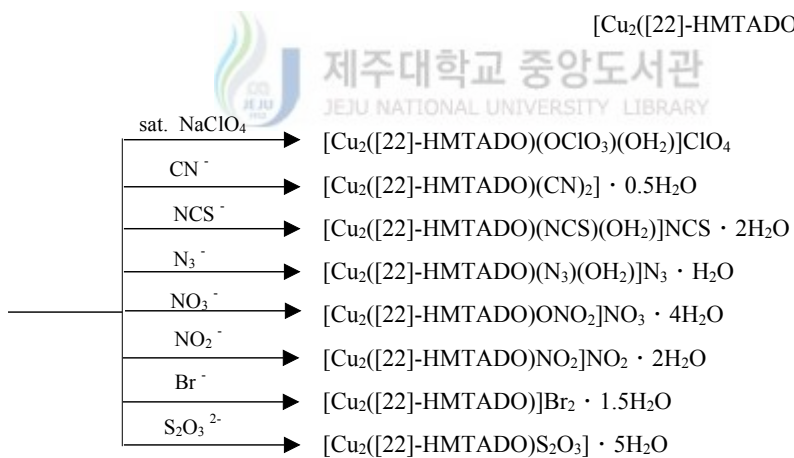 [Cu₂([22]-HMTADO
제주대학교 중앙도서관
JEJU NATIONAL UNIVERSITY LIBRARY
JEJU
1952
sat. NaClO₄
[Cu₂([22]-HMTADO)(OClO₃)(OH₂)]ClO₄
CN⁻
[Cu₂([22]-HMTADO)(CN)₂] · 0.5H₂O
NCS⁻
[Cu₂([22]-HMTADO)(NCS)(OH₂)]NCS · 2H₂O
N₃⁻
[Cu₂([22]-HMTADO)(N₃)(OH₂)]N₃ · H₂O
NO₃⁻
[Cu₂([22]-HMTADO)ONO₂]NO₃ · 4H₂O
NO₂⁻
[Cu₂([22]-HMTADO)NO₂]NO₂ · 2H₂O
Br⁻
[Cu₂([22]-HMTADO)]Br₂ · 1.5H₂O
S₂O₃²⁻
[Cu₂([22]-HMTADO)S₂O₃] · 5H₂O